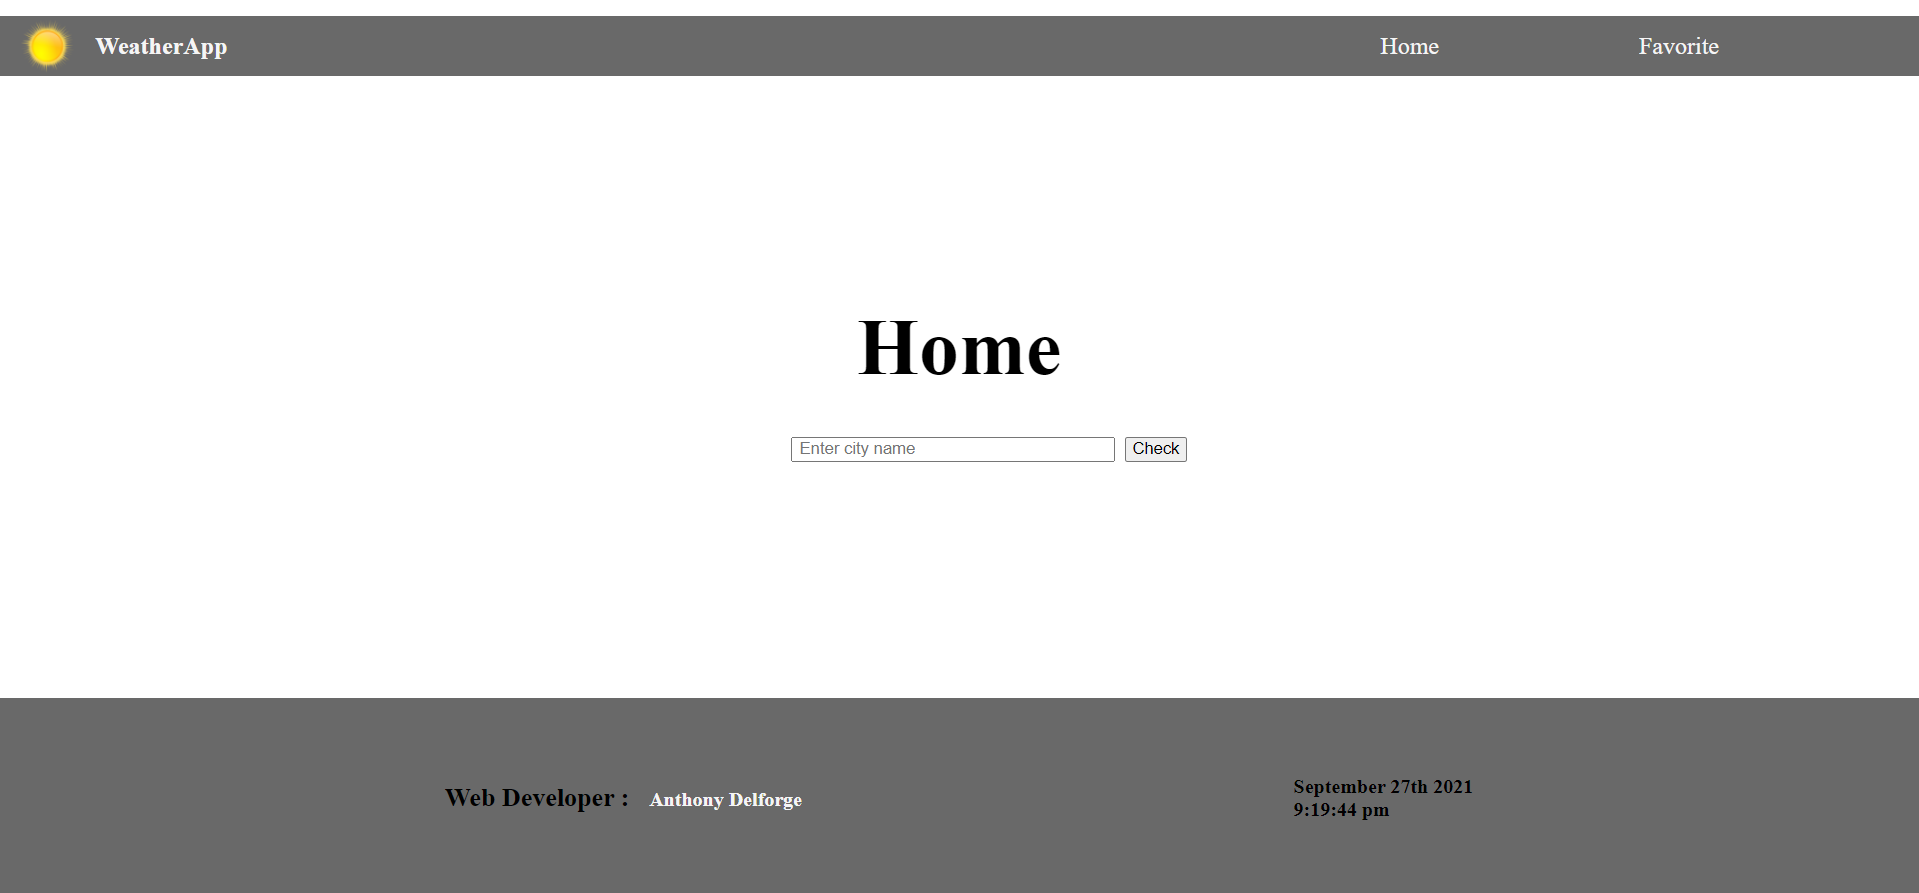 WeatherApp Home Favorite
Home
Enter city name Check
Web Developer : Anthony Delforge
September 27th 2021
9:19:44 pm